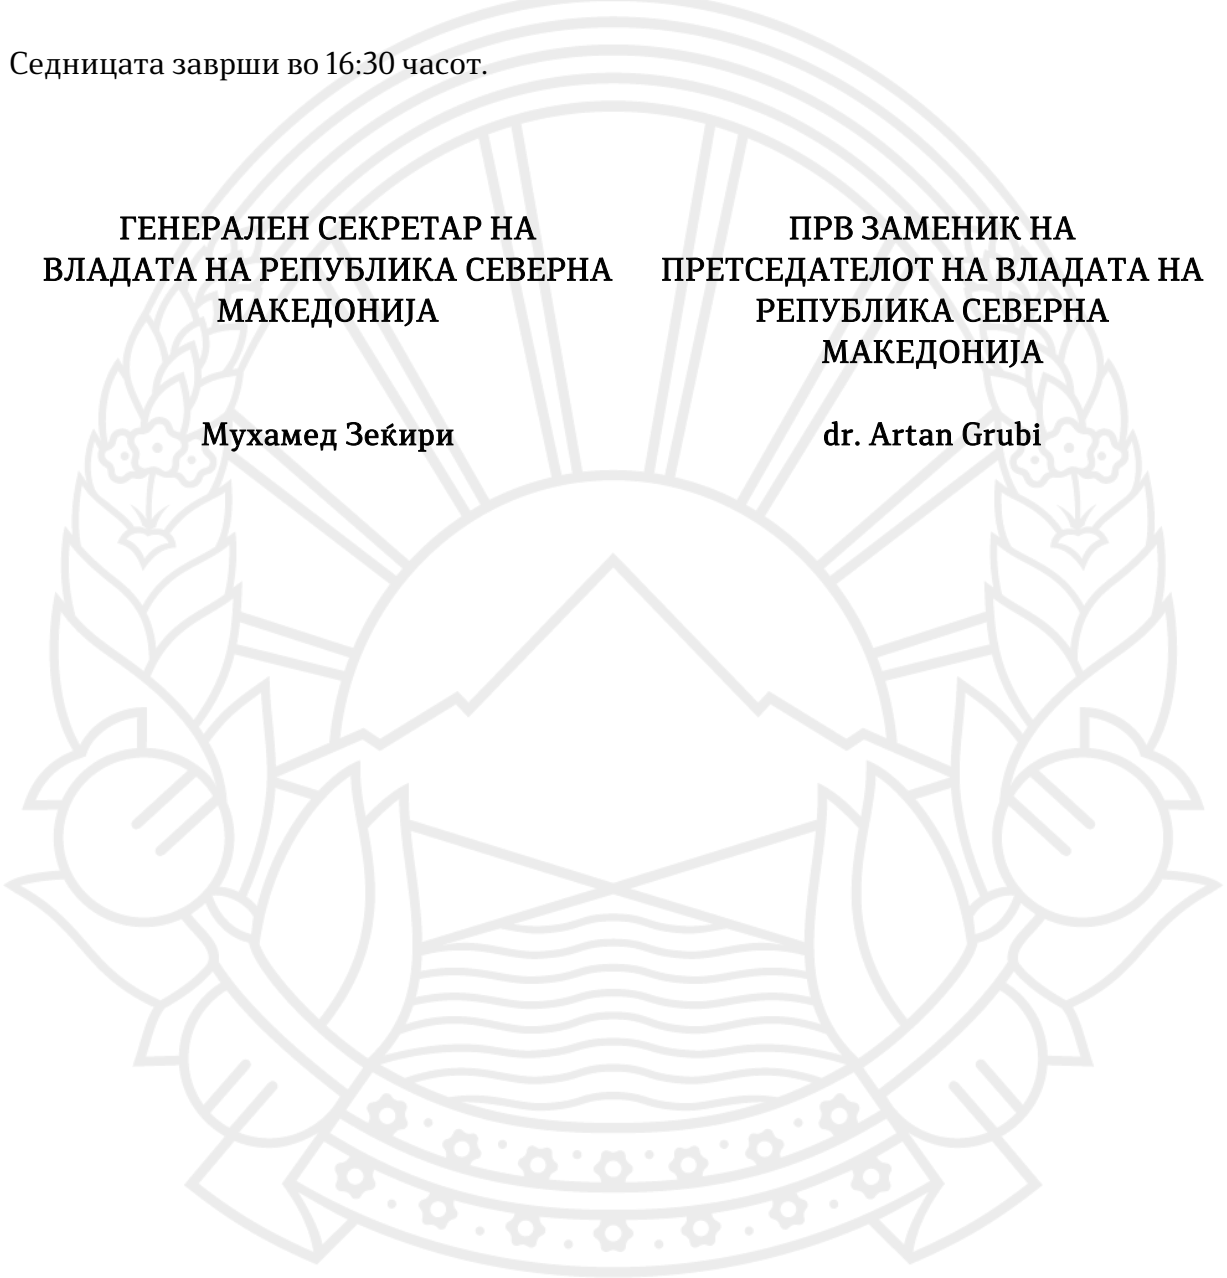 Седницата заврши во 16:30 часот.
ГЕНЕРАЛЕН СЕКРЕТАР НА
ВЛАДАТА НА РЕПУБЛИКА СЕВЕРНА
МАКЕДОНИЈА
Мухамед Зеќири
ПРВ ЗАМЕНИК НА
ПРЕТСЕДАТЕЛОТ НА ВЛАДАТА НА
РЕПУБЛИКА СЕВЕРНА
МАКЕДОНИЈА
dr. Artan Grubi